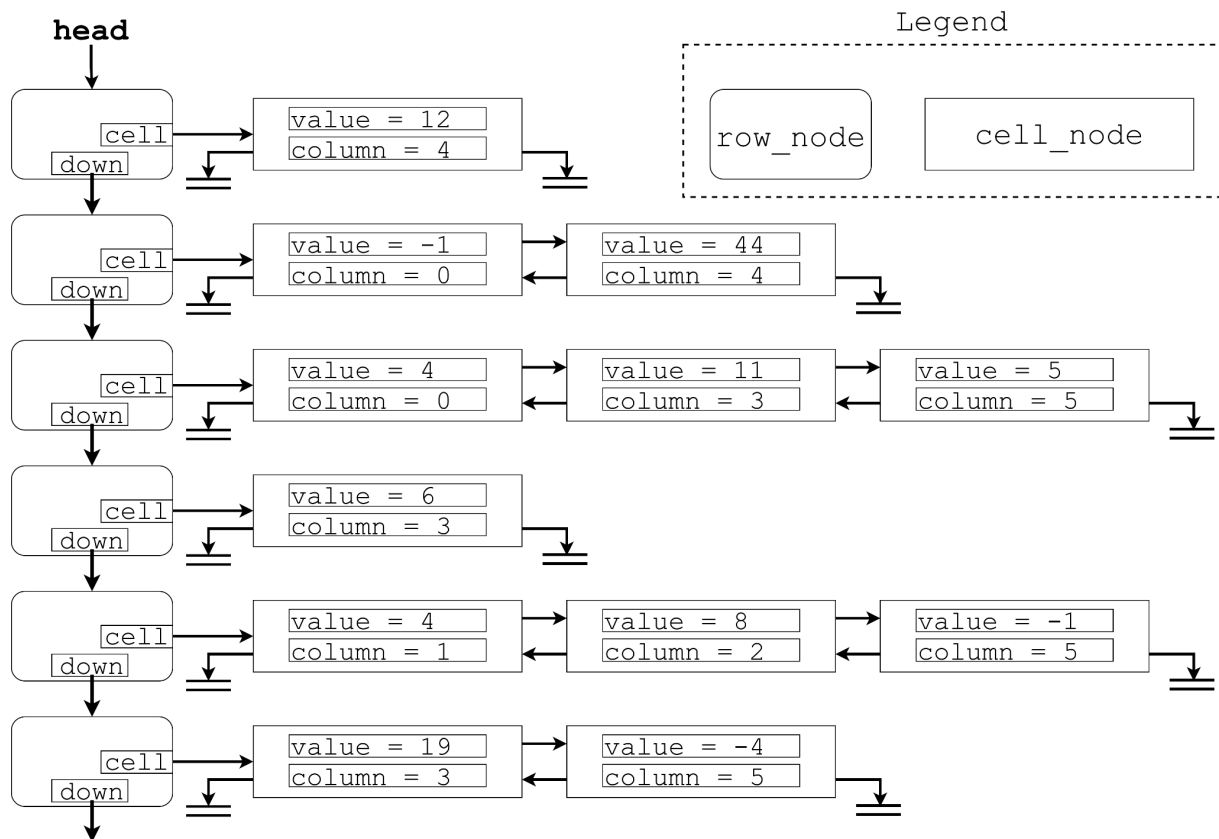 Legend
head
row_node
cell_node
cell
down
value = 12
column = 4
cell
down
value = -1
column = 0
value = 44
column = 4
cell
down
value = 4
column = 0
value = 11
column = 3
value = 5
column = 5
cell
down
value = 6
column = 3
cell
down
value = 4
column = 1
value = 8
column = 2
value = -1
column = 5
cell
down
value = 19
column = 3
value = -4
column = 5